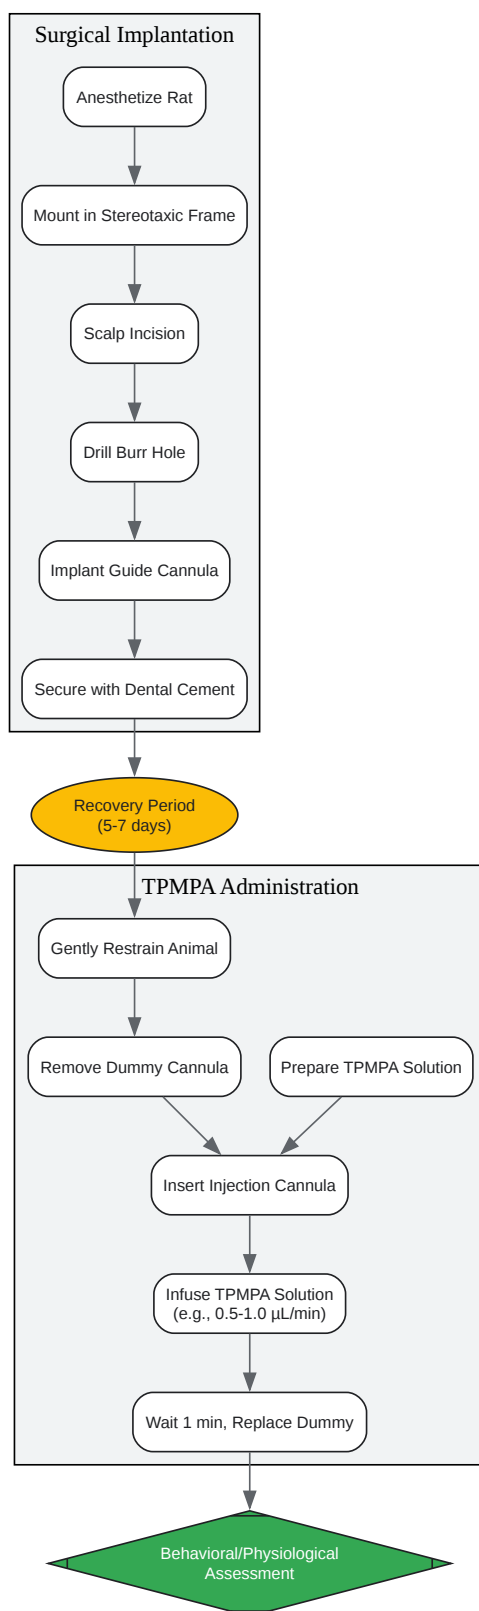 Surgical Implantation
Anesthetize Rat
Mount in Stereotaxic Frame
Scalp Incision
Drill Burr Hole
Implant Guide Cannula
Secure with Dental Cement
Recovery Period
(5-7 days)
TPMPA Administration
Gently Restrain Animal
Remove Dummy Cannula
Prepare TPMPA Solution
Insert Injection Cannula
Infuse TPMPA Solution
(e.g., 0.5-1.0 µL/min)
Wait 1 min, Replace Dummy
Behavioral/Physiological
Assessment